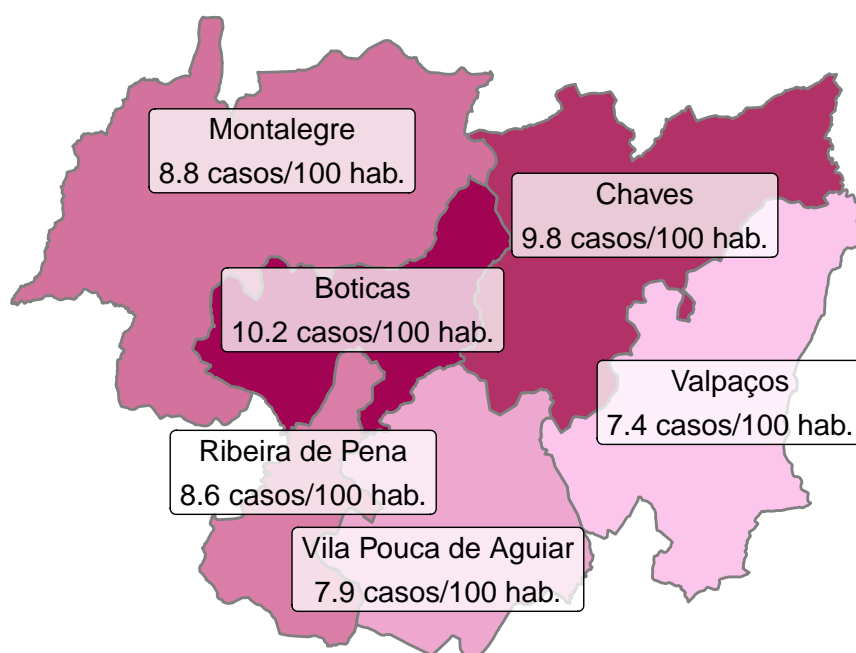 Montalegre
8.8 casos/100 hab.
Chaves
9.8 casos/100 hab.
Boticas
10.2 casos/100 hab.
Valpaços
7.4 casos/100 hab.
Ribeira de Pena
8.6 casos/100 hab.
Vila Pouca de Aguiar
7.9 casos/100 hab.